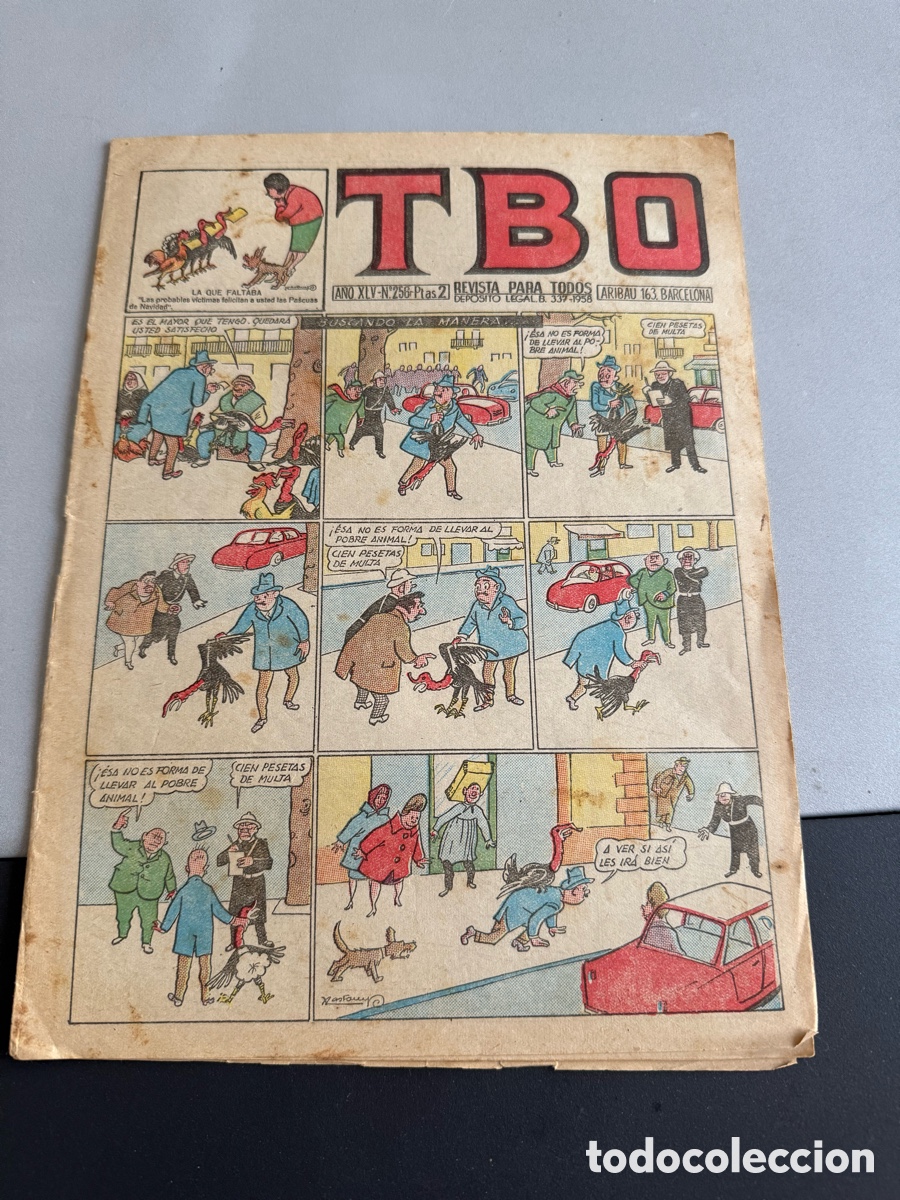 TBO
LA QUE FALTABA
"Las probables víctimas felicitan a usted las Pascuas
de Navidad".
AÑO XLV-Nº256-Ptas 2
REVISTA PARA TODOS
DEPOSITO LEGAL B. 337-1958
ARIBAU 163, BARCELONA
BUSCANDO LA MANERA...
ES EL MAYOR QUE TENGO. QUEDARÁ
USTED SATISFECHO
¡ÉSA NO ES FORMA
DE LLEVAR AL PO-
BRE ANIMAL!
CIEN PESETAS
DE MULTA
¡ÉSA NO ES FORMA DE LLEVAR AL
POBRE ANIMAL!
CIEN PESETAS
DE MULTA
¡ÉSA NO ES FORMA DE
LLEVAR AL POBRE
ANIMAL!
CIEN PESETAS
DE MULTA
A VER SI ASÍ
LES IRÁ BIEN
todocoleccion